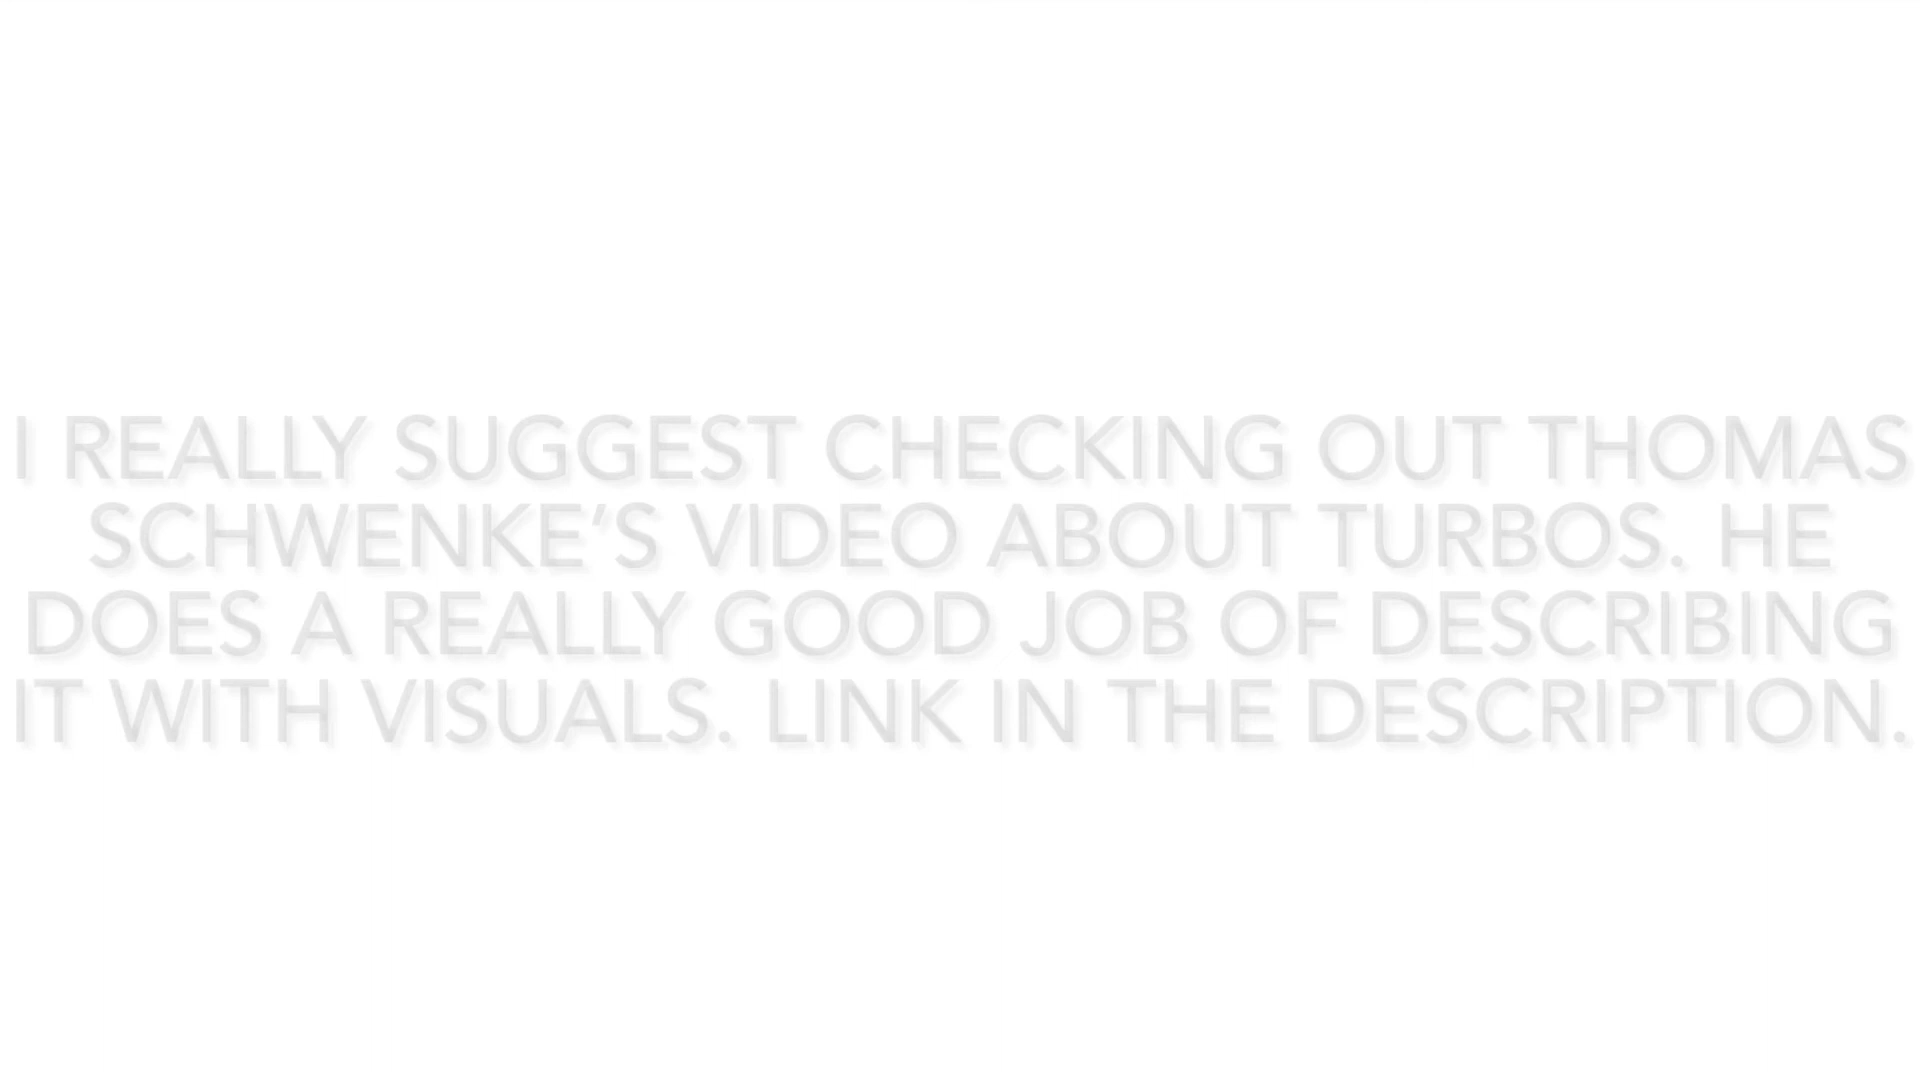 I REALLY SUGGEST CHECKING OUT THOMAS
SCHWENKE’S VIDEO ABOUT TURBOS. HE
DOES A REALLY GOOD JOB OF DESCRIBING
IT WITH VISUALS. LINK IN THE DESCRIPTION.